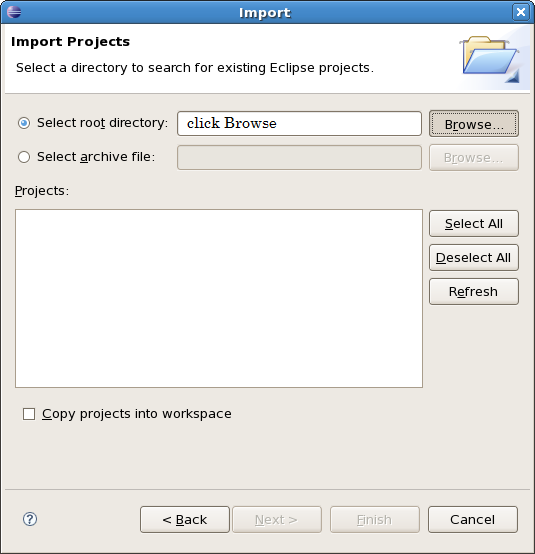 Import
Import Projects
Select a directory to search for existing Eclipse projects.
Select root directory: click Browse Browse...
Select archive file: Browse...
Projects:
Select All
Deselect All
Refresh
Copy projects into workspace
? < Back Next > Finish Cancel